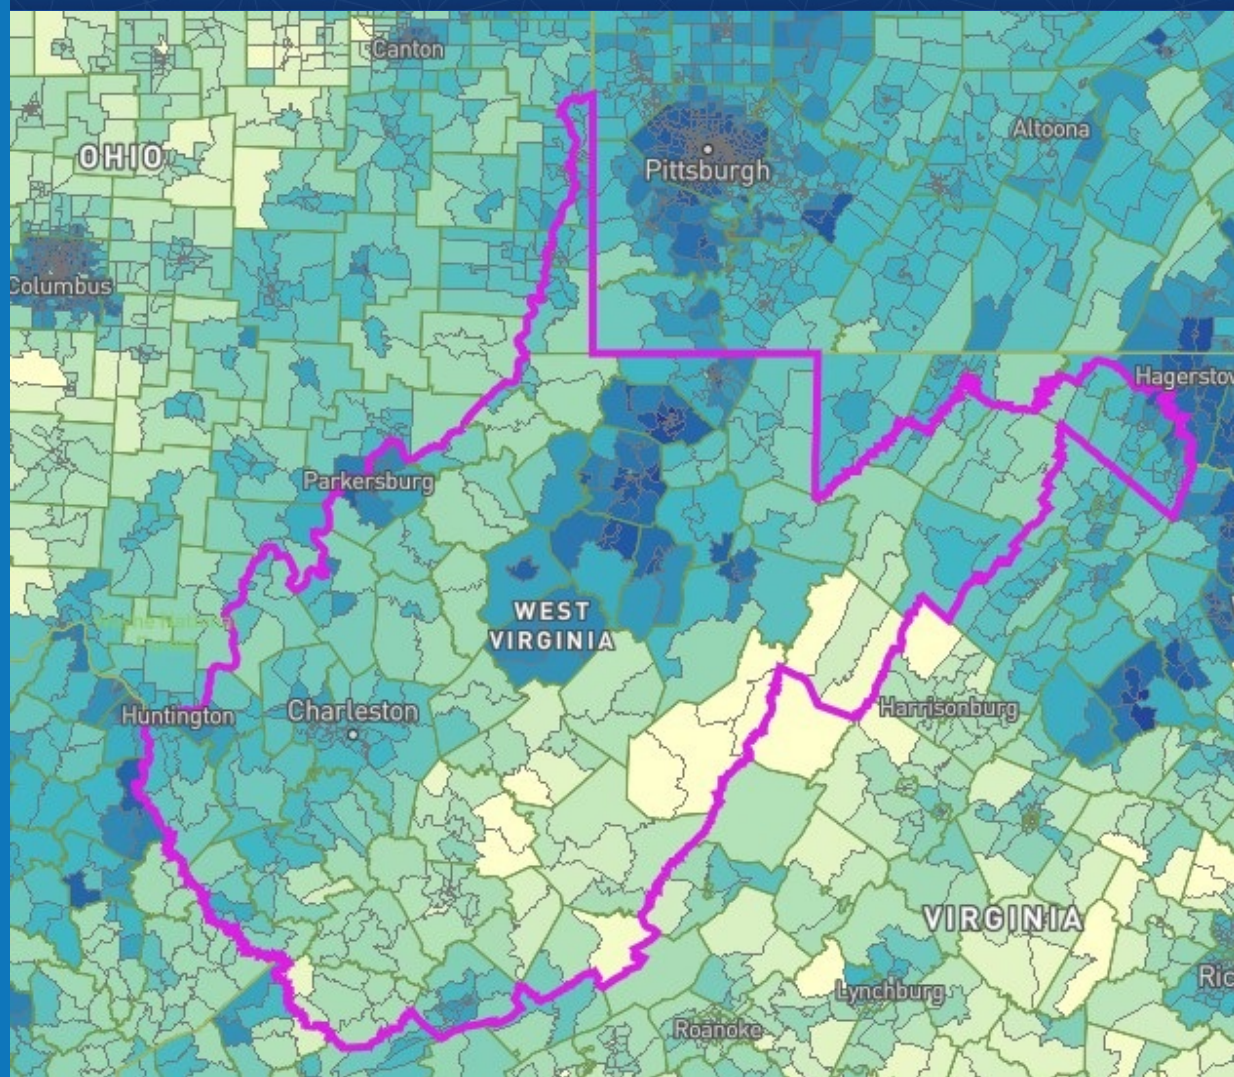 Canton
OHIO
Altoona
Pittsburgh
Columbus
Hagerstow
Parkersburg
WEST
VIRGINIA
Huntington
Charleston
Harrisonburg
VIRGINIA
Ric
Lynchburg
Roanoke